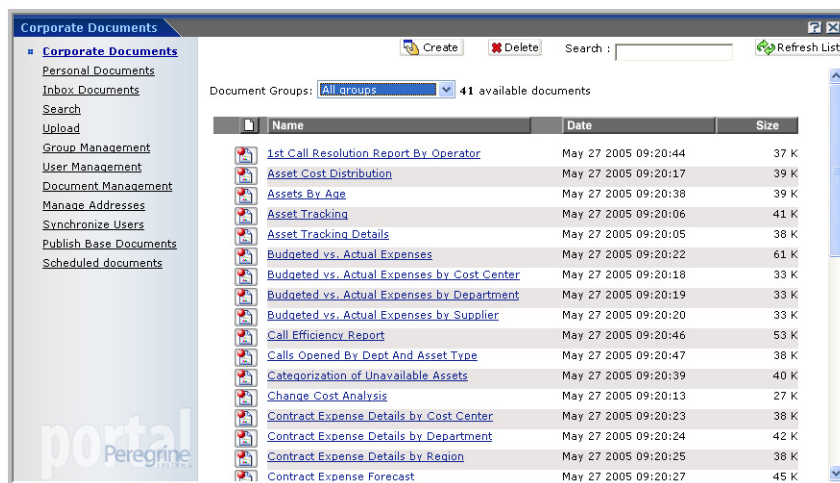 Corporate Documents
Corporate Documents
Personal Documents
Inbox Documents
Search
Upload
Group Management
User Management
Document Management
Manage Addresses
Synchronize Users
Publish Base Documents
Scheduled documents
portal
Peregrine
Create Delete Search : Refresh List
Document Groups: All groups 41 available documents
Name Date Size
1st Call Resolution Report By Operator May 27 2005 09:20:44 37 K
Asset Cost Distribution May 27 2005 09:20:17 39 K
Assets By Age May 27 2005 09:20:38 39 K
Asset Tracking May 27 2005 09:20:06 41 K
Asset Tracking Details May 27 2005 09:20:05 38 K
Budgeted vs. Actual Expenses May 27 2005 09:20:22 61 K
Budgeted vs. Actual Expenses by Cost Center May 27 2005 09:20:18 33 K
Budgeted vs. Actual Expenses by Department May 27 2005 09:20:19 33 K
Budgeted vs. Actual Expenses by Supplier May 27 2005 09:20:20 33 K
Call Efficiency Report May 27 2005 09:20:46 53 K
Calls Opened By Dept And Asset Type May 27 2005 09:20:47 38 K
Categorization of Unavailable Assets May 27 2005 09:20:39 40 K
Change Cost Analysis May 27 2005 09:20:13 27 K
Contract Expense Details by Cost Center May 27 2005 09:20:23 38 K
Contract Expense Details by Department May 27 2005 09:20:24 42 K
Contract Expense Details by Region May 27 2005 09:20:25 38 K
Contract Expense Forecast May 27 2005 09:20:27 45 K